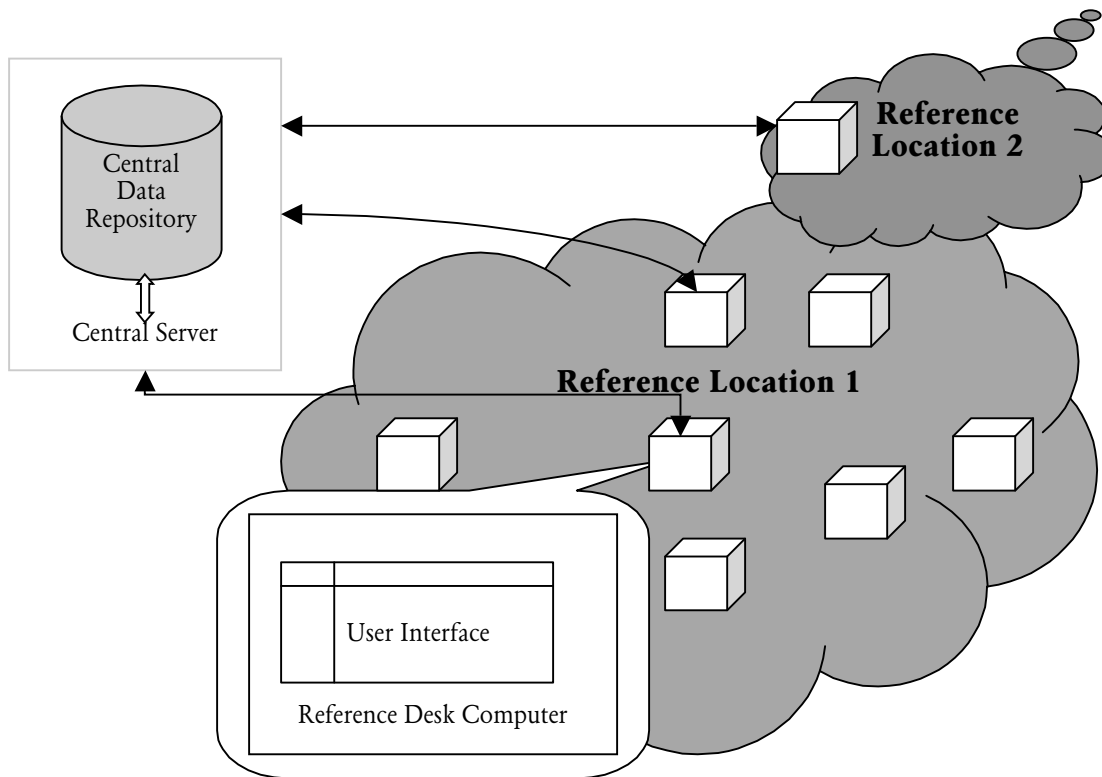 Central
Data
Repository
Central Server
Reference
Location 2
Reference Location 1
User Interface
Reference Desk Computer